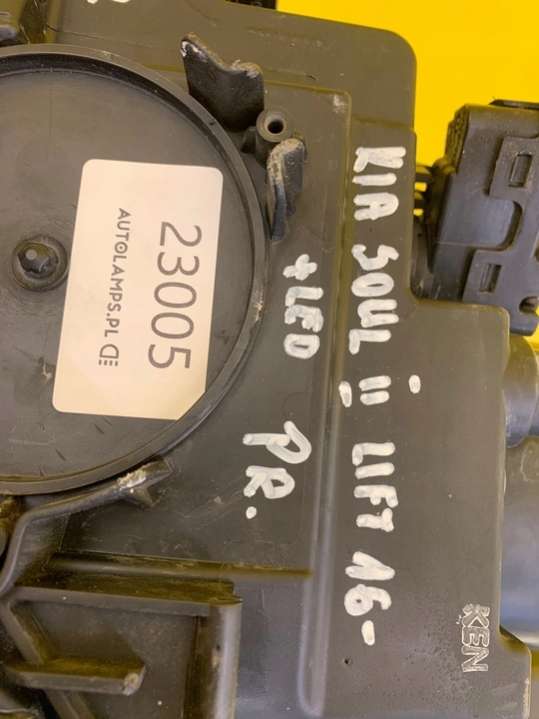 KIA SOUL II LIFT 16-
+LED
PR.
23005
AUTOLAMPS.PL
KEN